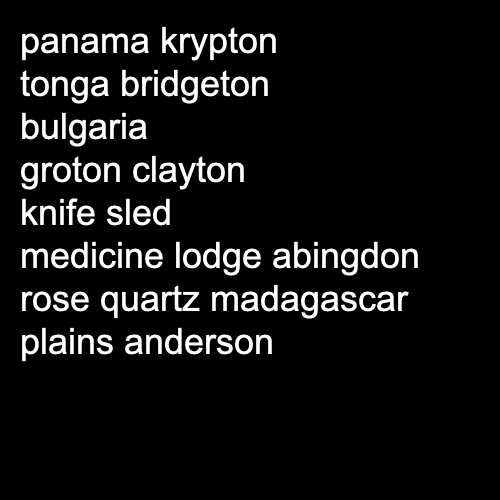 panama krypton
tonga bridgeton
bulgaria
groton clayton
knife sled
medicine lodge abingdon
rose quartz madagascar
plains anderson